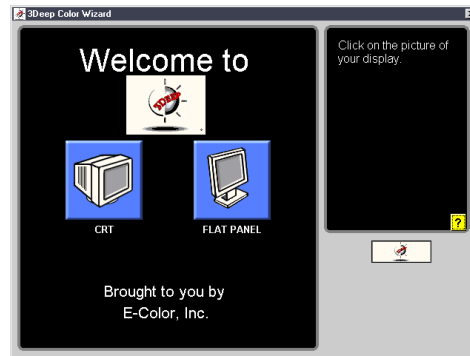 3Deep Color Wizard
Welcome to
3DEEP
CRT
FLAT PANEL
Brought to you by
E-Color, Inc.
Click on the picture of
your display.
?